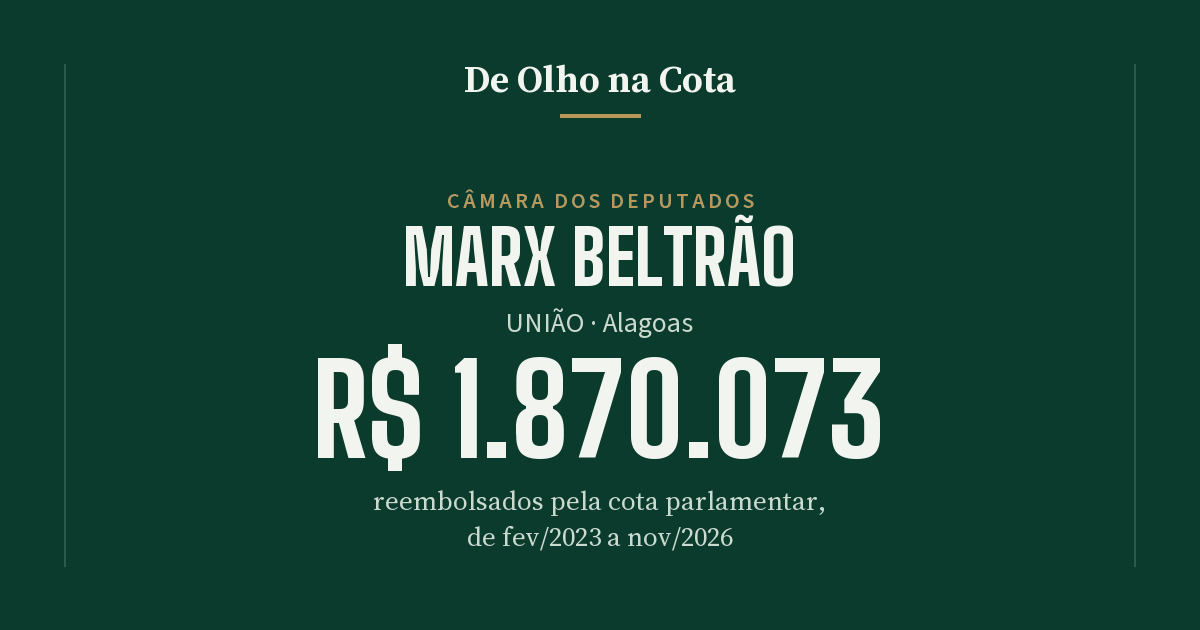 De Olho na Cota
CÂMARA DOS DEPUTADOS
MARX BELTRÃO
UNIÃO · Alagoas
R$ 1.870.073
reembolsados pela cota parlamentar,
de fev/2023 a nov/2026